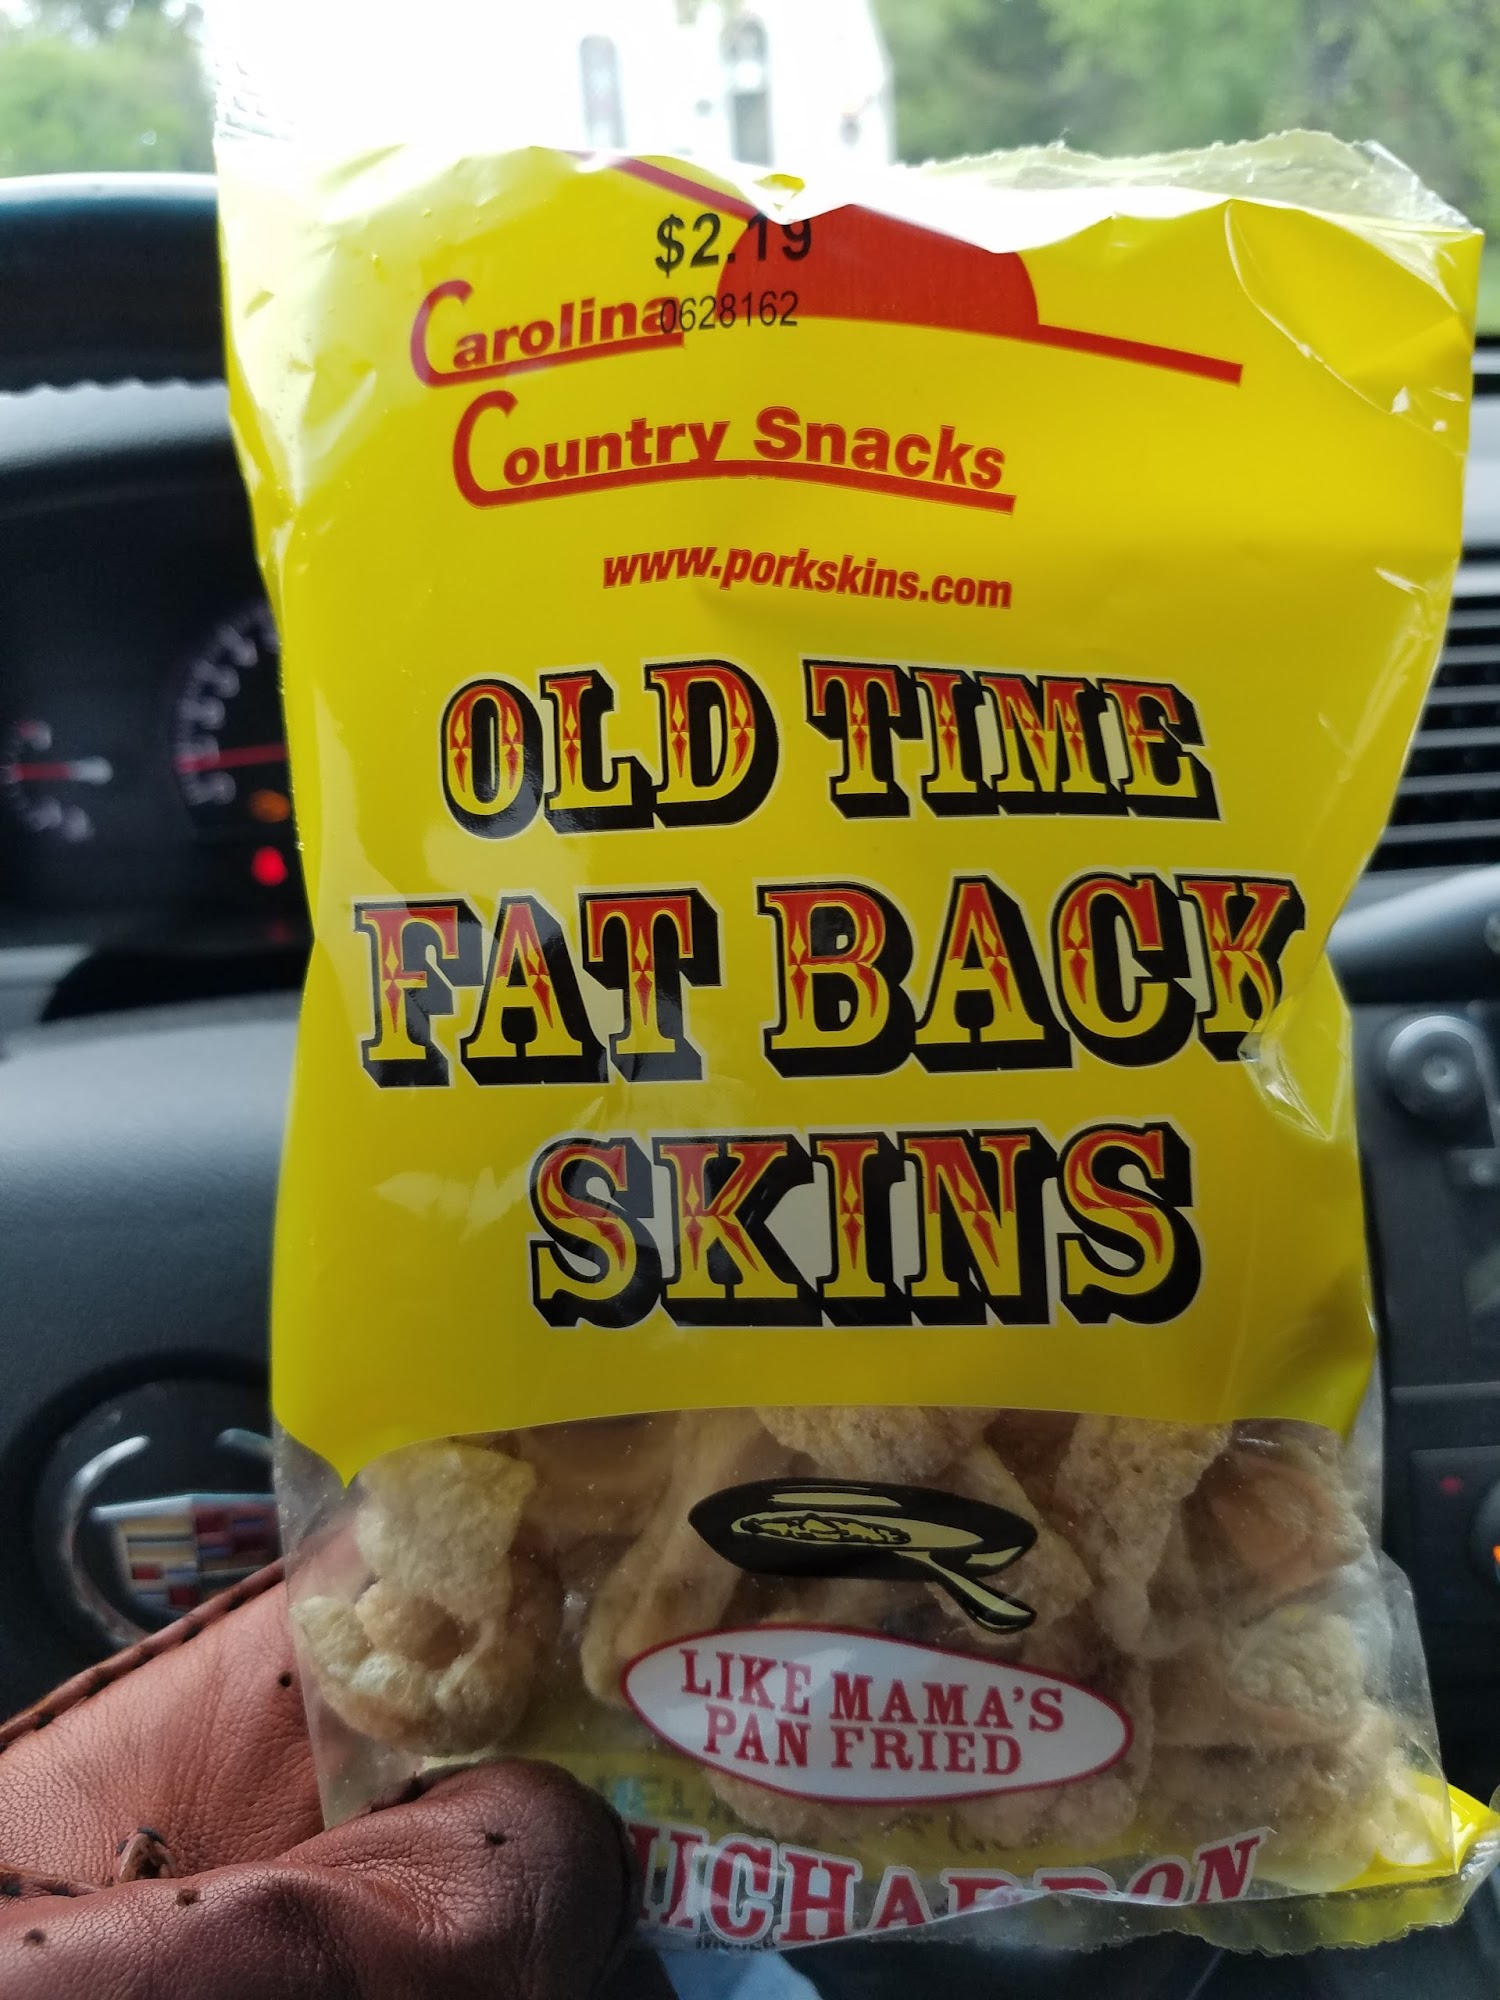 $2.19
0628162
Carolina
Country Snacks
www.porkskins.com
OLD TIME
FAT BACK
SKINS
LIKE MAMA'S
PAN FRIED